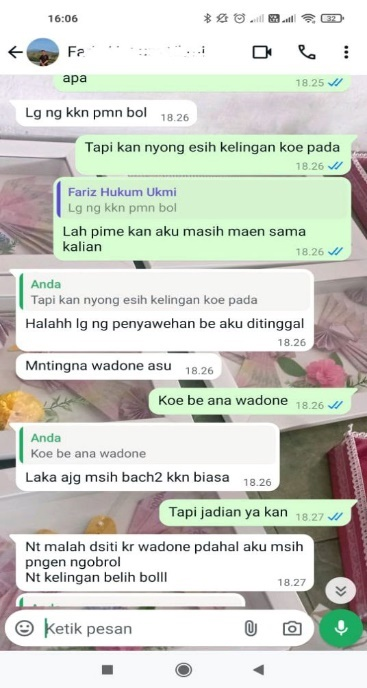 16:06
32
Fa
apa
18.25
Lg ng kkn pmn bol 18.26
Tapi kan nyong esih kelingan koe pada
18.26
Fariz Hukum Ukmi
Lg ng kkn pmn bol
Lah pime kan aku masih maen sama
kalian 18.26
Anda
Tapi kan nyong esih kelingan koe pada
Halahh lg ng penyawehan be aku ditinggal
18.26
Mntingna wadone asu 18.26
Koe be ana wadone 18.26
Anda
Koe be ana wadone
Laka ajg msih bach2 kkn biasa 18.26
Tapi jadian ya kan 18.27
Nt malah dsiti kr wadone pdahal aku msih
pngen ngobrol
Nt kelingan belih bolll
18.27
Ketik pesan